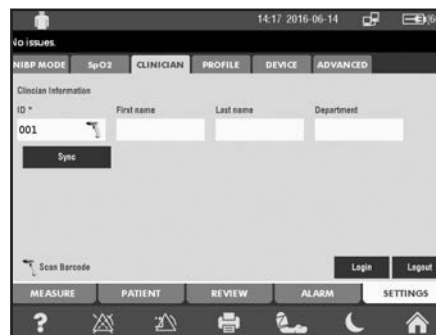 14:17 2016-06-14
No issues.
NIBP MODE SpO2 CLINICIAN PROFILE DEVICE ADVANCED
Clincian Information
ID * First name Last name Department
001
Sync
Scan Barcode Login Logout
MEASURE PATIENT REVIEW ALARM SETTINGS
?